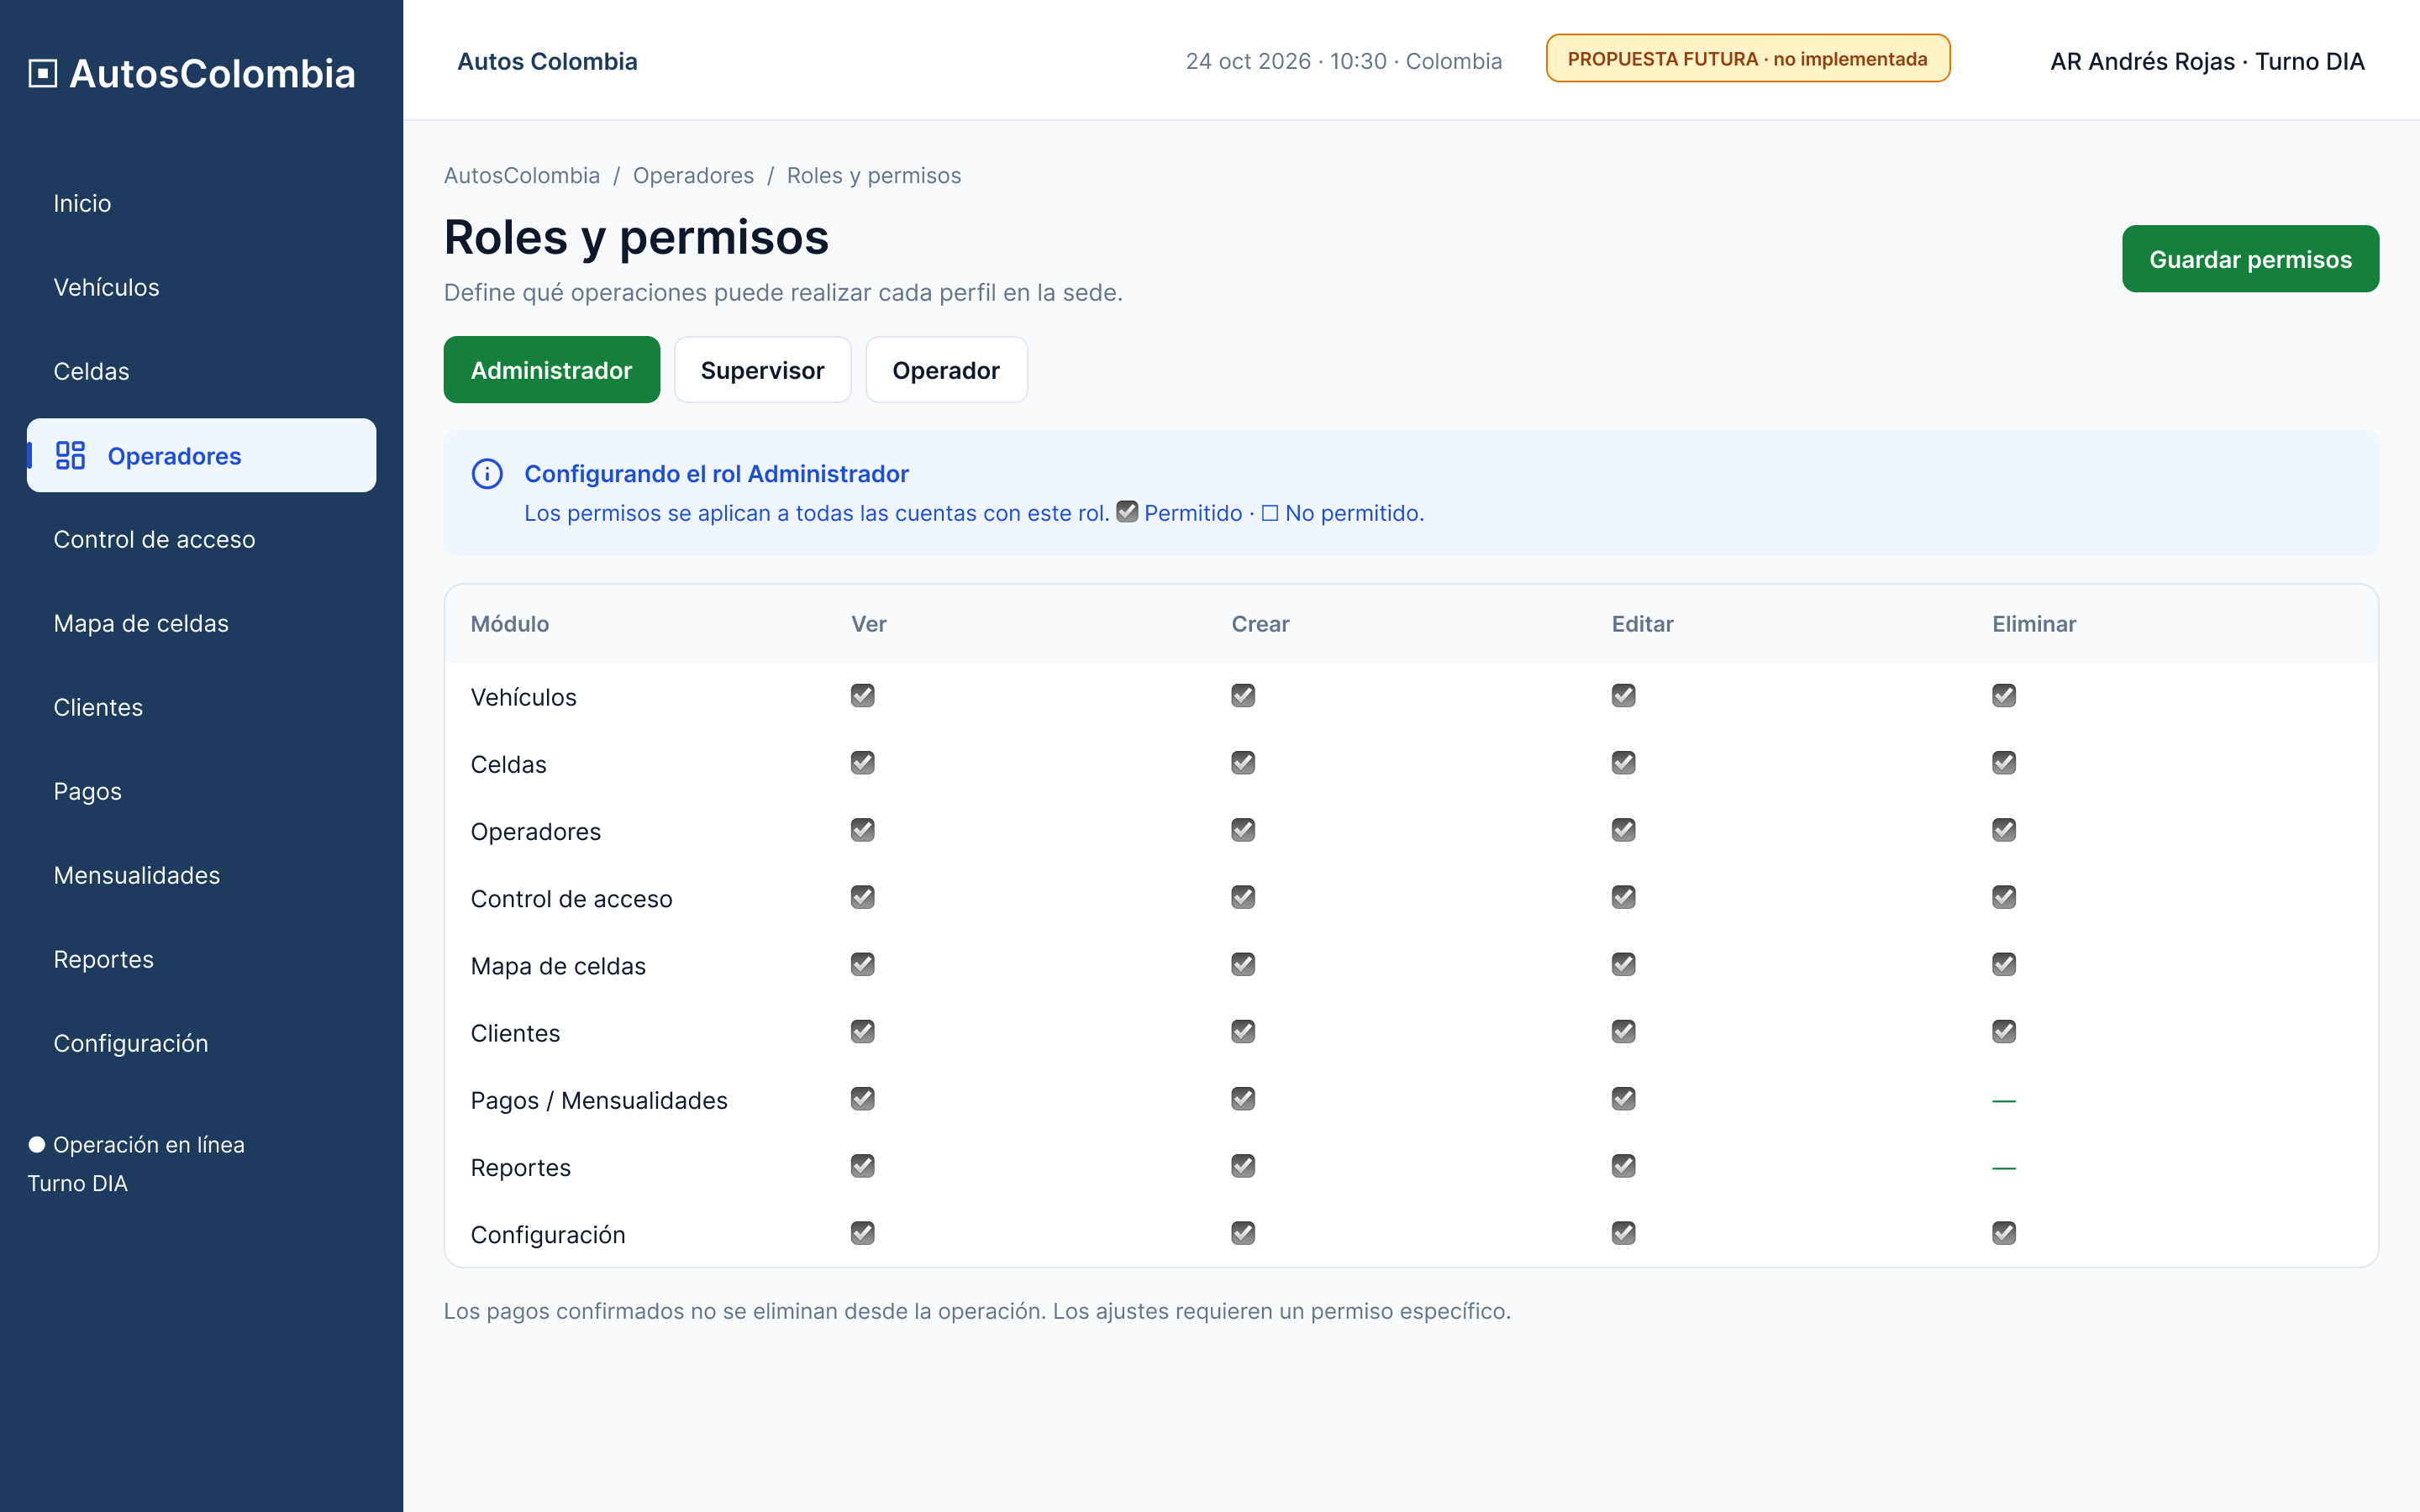 AutosColombia
Inicio
Vehículos
Celdas
Operadores
Control de acceso
Mapa de celdas
Clientes
Pagos
Mensualidades
Reportes
Configuración
● Operación en línea
Turno DIA
Autos Colombia
24 oct 2026 · 10:30 · Colombia
PROPUESTA FUTURA · no implementada
AR Andrés Rojas · Turno DIA
AutosColombia / Operadores / Roles y permisos
Roles y permisos
Define qué operaciones puede realizar cada perfil en la sede.
Guardar permisos
Administrador Supervisor Operador
Configurando el rol Administrador
Los permisos se aplican a todas las cuentas con este rol. ☑ Permitido · ☐ No permitido.
Módulo Ver Crear Editar Eliminar
Vehículos ☑ ☑ ☑ ☑
Celdas ☑ ☑ ☑ ☑
Operadores ☑ ☑ ☑ ☑
Control de acceso ☑ ☑ ☑ ☑
Mapa de celdas ☑ ☑ ☑ ☑
Clientes ☑ ☑ ☑ ☑
Pagos / Mensualidades ☑ ☑ ☑ —
Reportes ☑ ☑ ☑ —
Configuración ☑ ☑ ☑ ☑
Los pagos confirmados no se eliminan desde la operación. Los ajustes requieren un permiso específico.